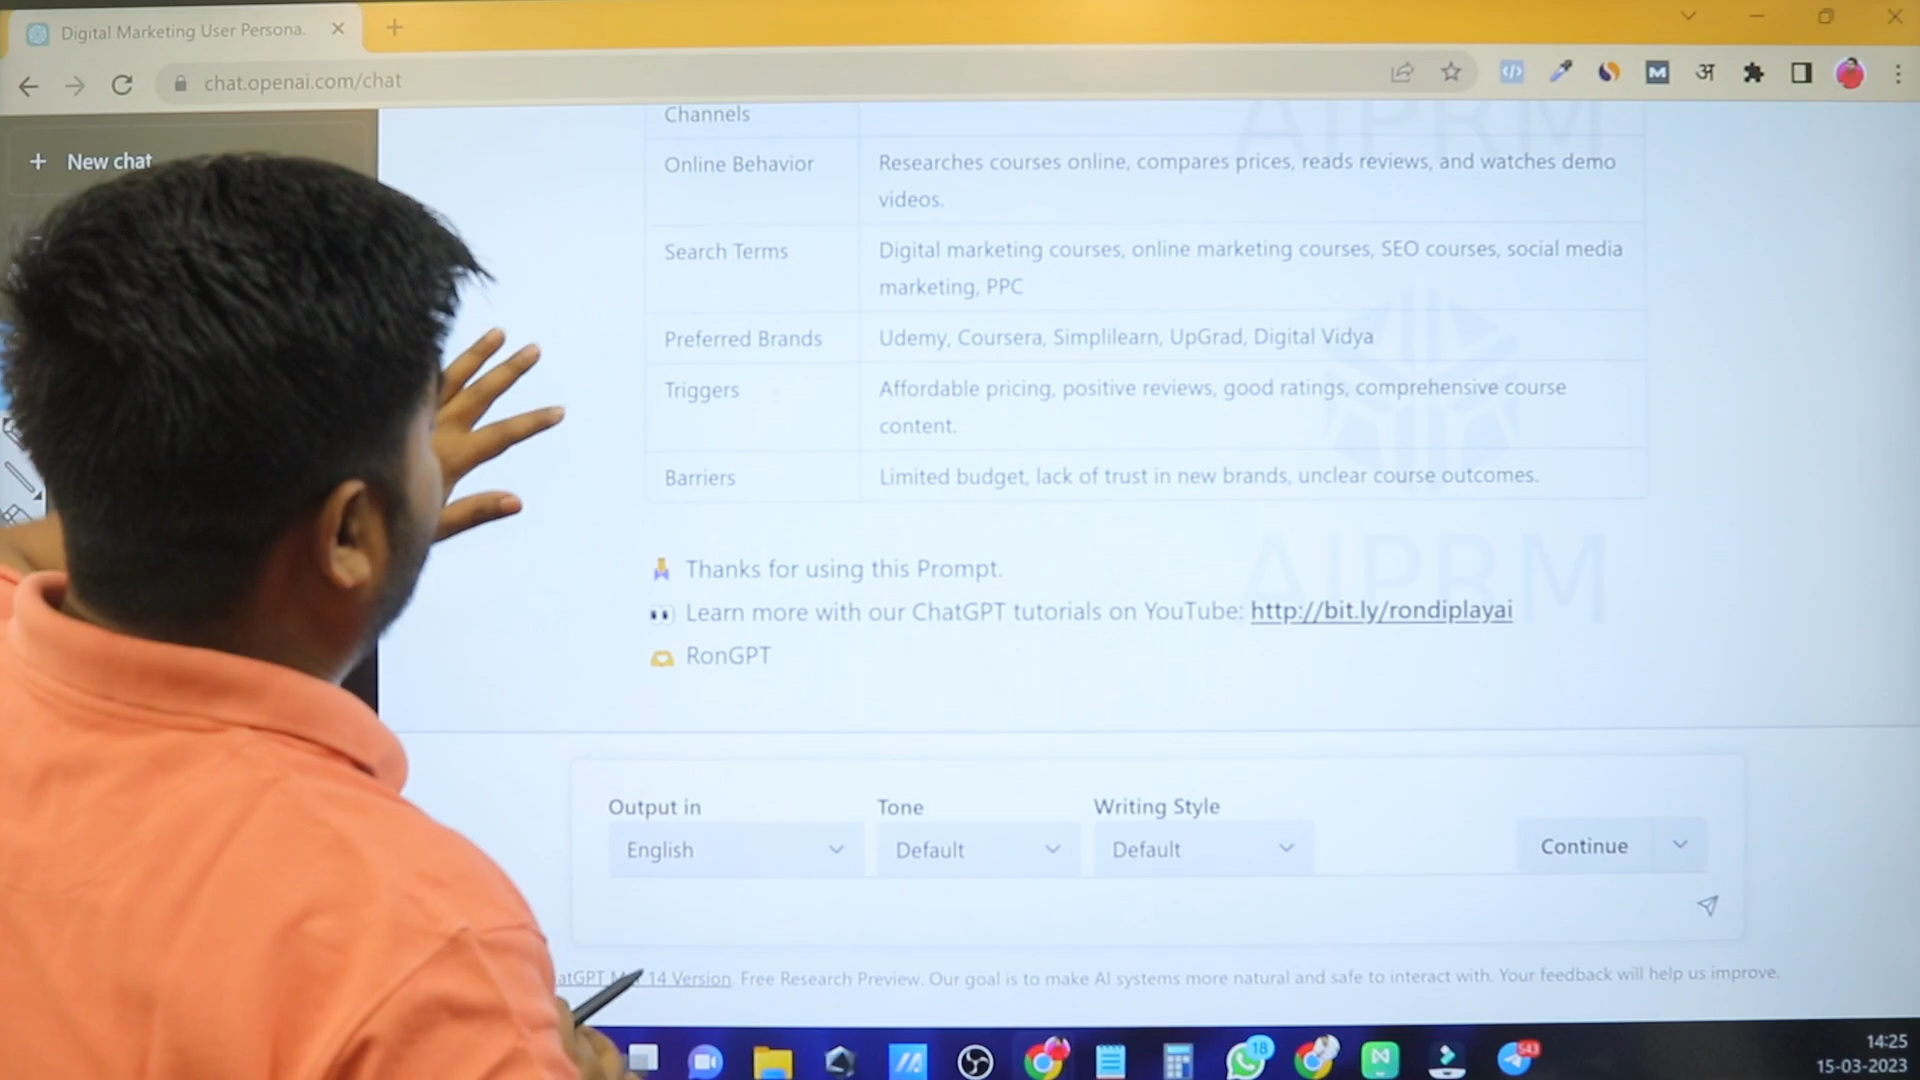 Digital Marketing User Persona.
chat.openai.com/chat
M
अ
+ New chat
AIPRM
Channels
Online Behavior
Researches courses online, compares prices, reads reviews, and watches demo
videos.
Search Terms
Digital marketing courses, online marketing courses, SEO courses, social media
marketing, PPC
Preferred Brands
Udemy, Coursera, Simplilearn, UpGrad, Digital Vidya
Triggers
Affordable pricing, positive reviews, good ratings, comprehensive course
content.
Barriers
Limited budget, lack of trust in new brands, unclear course outcomes.
AIPRM
Thanks for using this Prompt.
Learn more with our ChatGPT tutorials on YouTube: http://bit.ly/rondiplayai
RonGPT
Output in
Tone
Writing Style
English
Default
Default
Continue
14 Version. Free Research Preview. Our goal is to make AI systems more natural and safe to interact with. Your feedback will help us improve.
18
543
14:25
15-03-2023